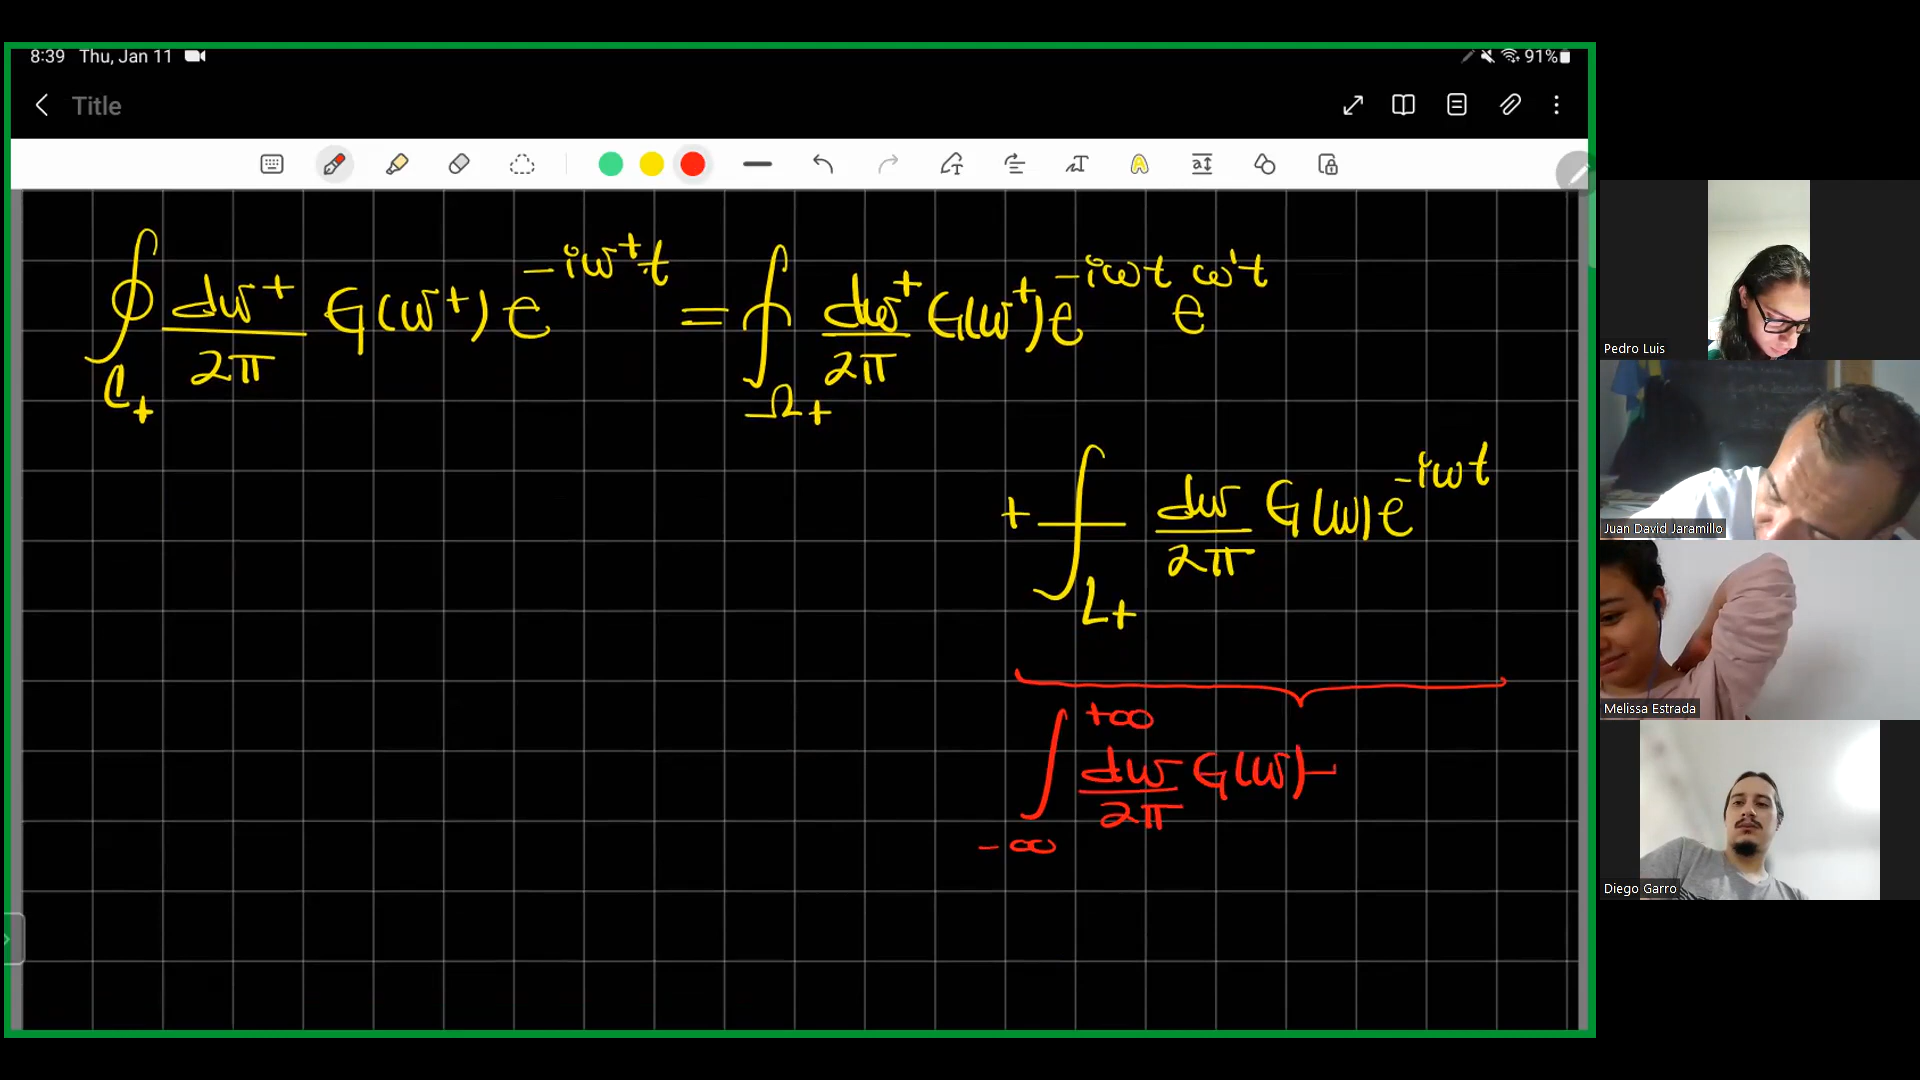 8:39 Thu, Jan 11 91%
Title
∮_{C+} dω⁺/2π G(ω⁺) e^{-iω⁺t} = ∫_{Ω+} dω⁺/2π G(ω⁺) e^{-iωt} e^{ω't}
+ ∫_{L+} dω/2π G(ω) e^{-iωt}
∫_{-∞}^{+∞} dω/2π G(ω)
Pedro Luis
Juan David Jaramillo
Melissa Estrada
Diego Garro